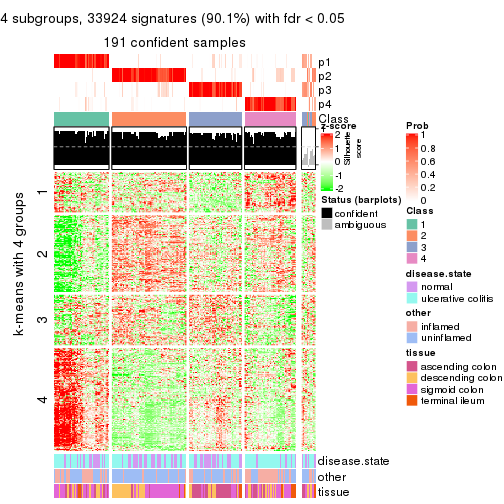 4 subgroups, 33924 signatures (90.1%) with fdr < 0.05
191 confident samples
p1
p2
p3
p4
Class
z-score
2
1
0
-1
-2
Silhouette
score
Status (barplots)
confident
ambiguous
Prob
1
0.8
0.6
0.4
0.2
0
Class
1
2
3
4
disease.state
normal
ulcerative colitis
other
inflamed
uninflamed
tissue
ascending colon
descending colon
sigmoid colon
terminal ileum
k-means with 4 groups
1
2
3
4
disease.state
other
tissue